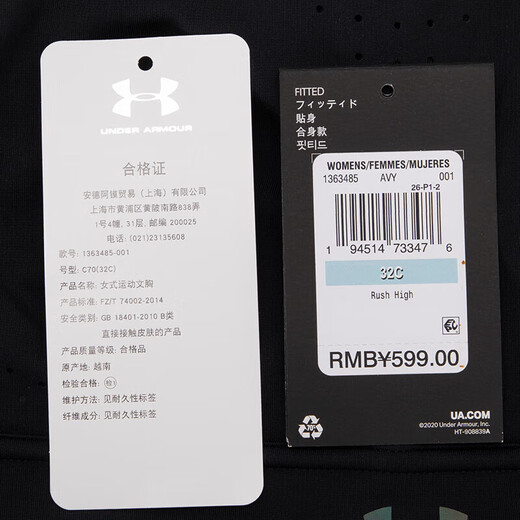 UNDER ARMOUR
合格证
安德阿镆贸易（上海）有限公司
上海市黄浦区黄陂南路838弄
1号4幢, 31层, 邮编 200025
电话: (021)23135608
款号: 1363485-001
号型: C70(32C)
产品名称: 女式运动文胸
产品标准: FZ/T 74002-2014
安全类别: GB 18401-2010 B类
直接接触皮肤的产品
产品质量等级: 合格品
原产地: 越南
检验合格: 检1
维护方法: 见耐久性标签
纤维成分: 见耐久性标签
FITTED
フィッティド
貼身
合身款
핏티드
WOMENS/FEMMES/MUJERES
1363485 AVY 001
26-P1-2
1 94514 73347 6
32C
Rush High
RMB¥599.00
70%
UA.COM
©2020 Under Armour, Inc.
HT-908839A